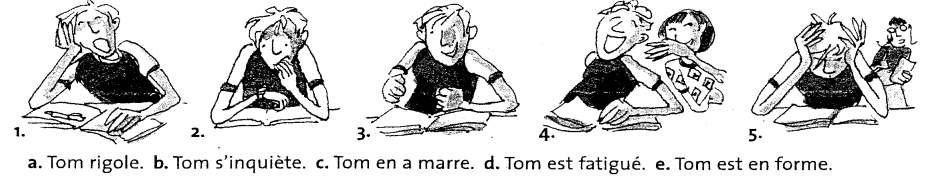 1. 2. 3. 4. 5.
a. Tom rigole. b. Tom s'inquiète. c. Tom en a marre. d. Tom est fatigué. e. Tom est en forme.